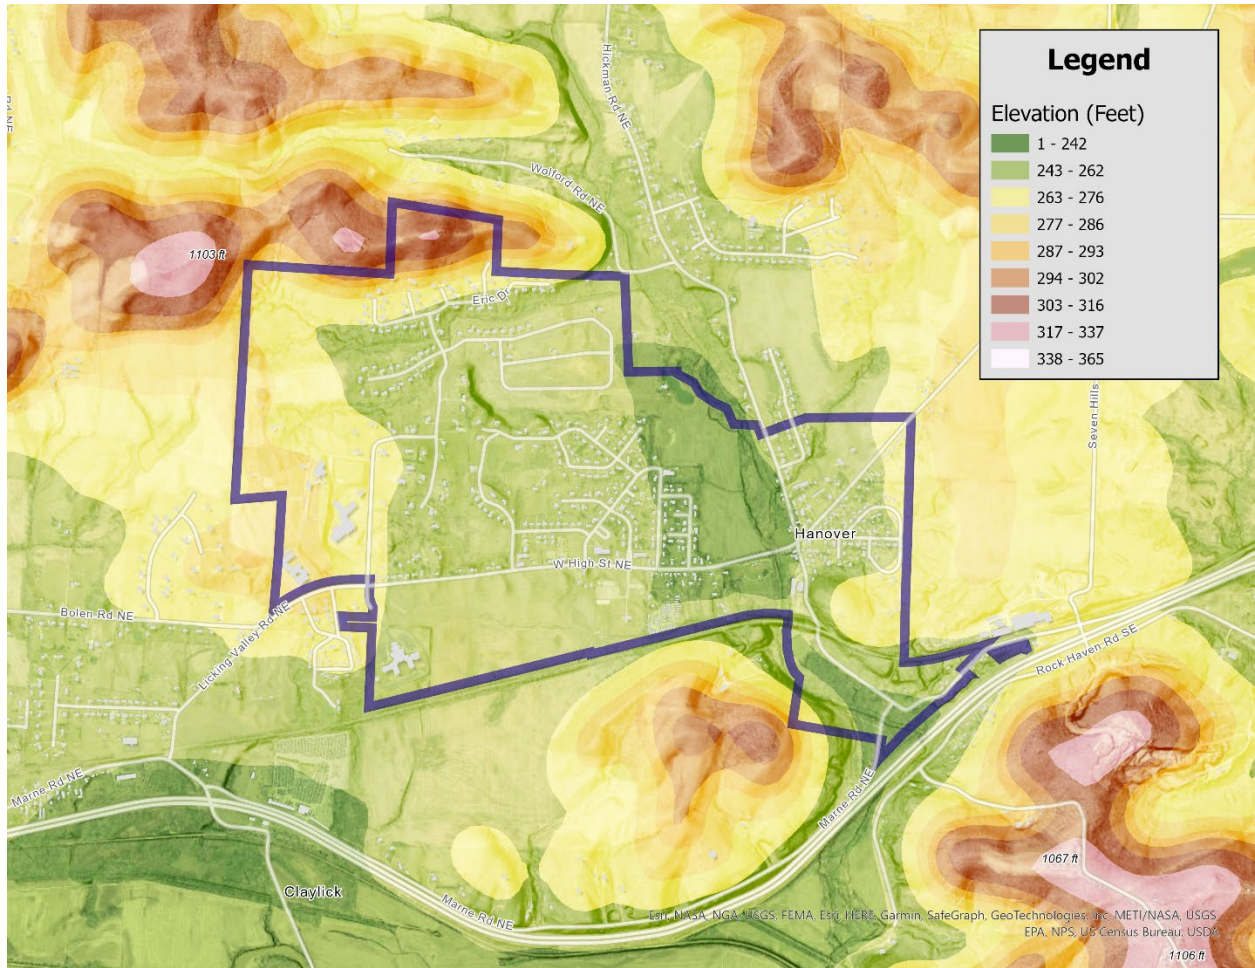 Legend
Elevation (Feet)
1 - 242
243 - 262
263 - 276
277 - 286
287 - 293
294 - 302
303 - 316
317 - 337
338 - 365
Hickman Rd NE
Rd NE
Wolford Rd NE
1103 ft
Eric Dr
Seven Hills
Hanover
W High St NE
Bolen Rd NE
Licking Valley Rd NE
Rock Haven Rd SE
Marne Rd NE
Marne Rd NE
Claylick
Marne Rd NE
1067 ft
Esri, NASA, NGA, USGS, FEMA, Esri, HERE, Garmin, SafeGraph, GeoTechnologies, Inc, METI/NASA, USGS,
EPA, NPS, US Census Bureau, USDA
1106 ft